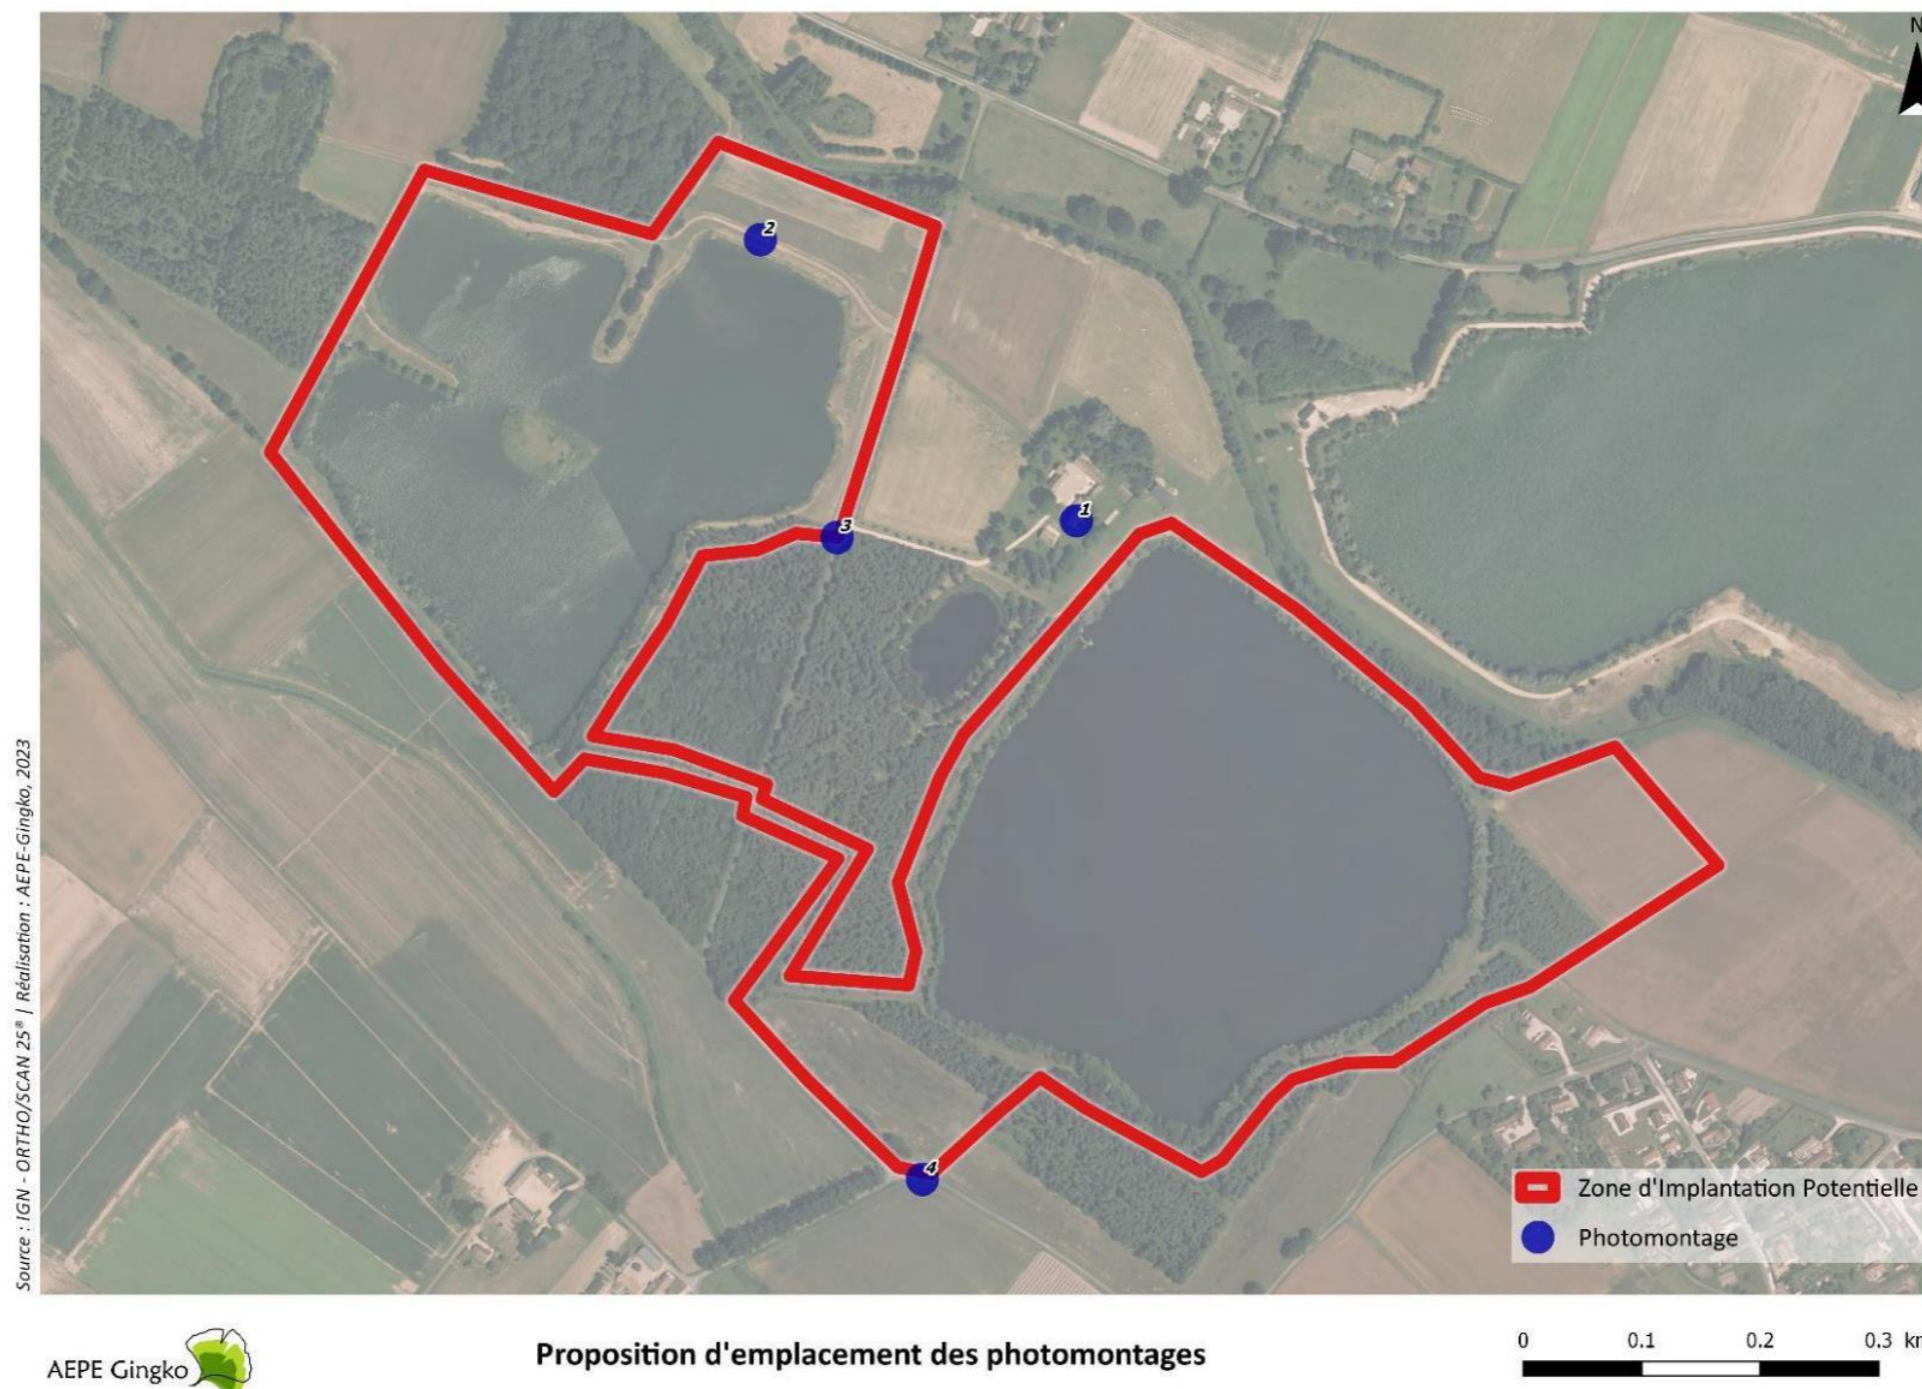 N
2
1
3
4
Source : IGN - ORTHO/SCAN 25® | Réalisation : AEPE-Gingko, 2023
Zone d'Implantation Potentielle
Photomontage
AEPE Gingko
Proposition d'emplacement des photomontages
0 0.1 0.2 0.3 km